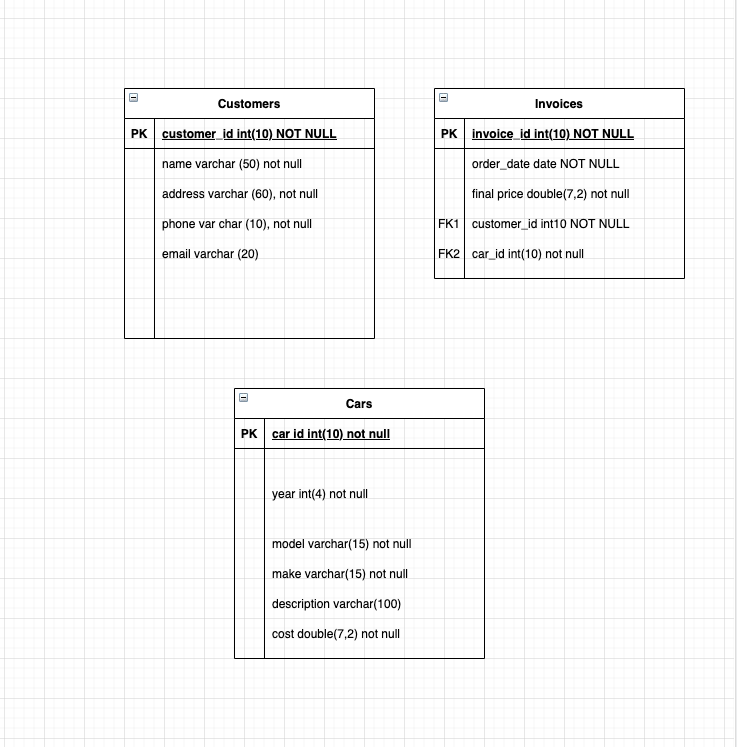 Customers
PK customer_id int(10) NOT NULL
name varchar (50) not null
address varchar (60), not null
phone var char (10), not null
email varchar (20)
Invoices
PK invoice_id int(10) NOT NULL
order_date date NOT NULL
final price double(7,2) not null
FK1 customer_id int10 NOT NULL
FK2 car_id int(10) not null
Cars
PK car id int(10) not null
year int(4) not null
model varchar(15) not null
make varchar(15) not null
description varchar(100)
cost double(7,2) not null